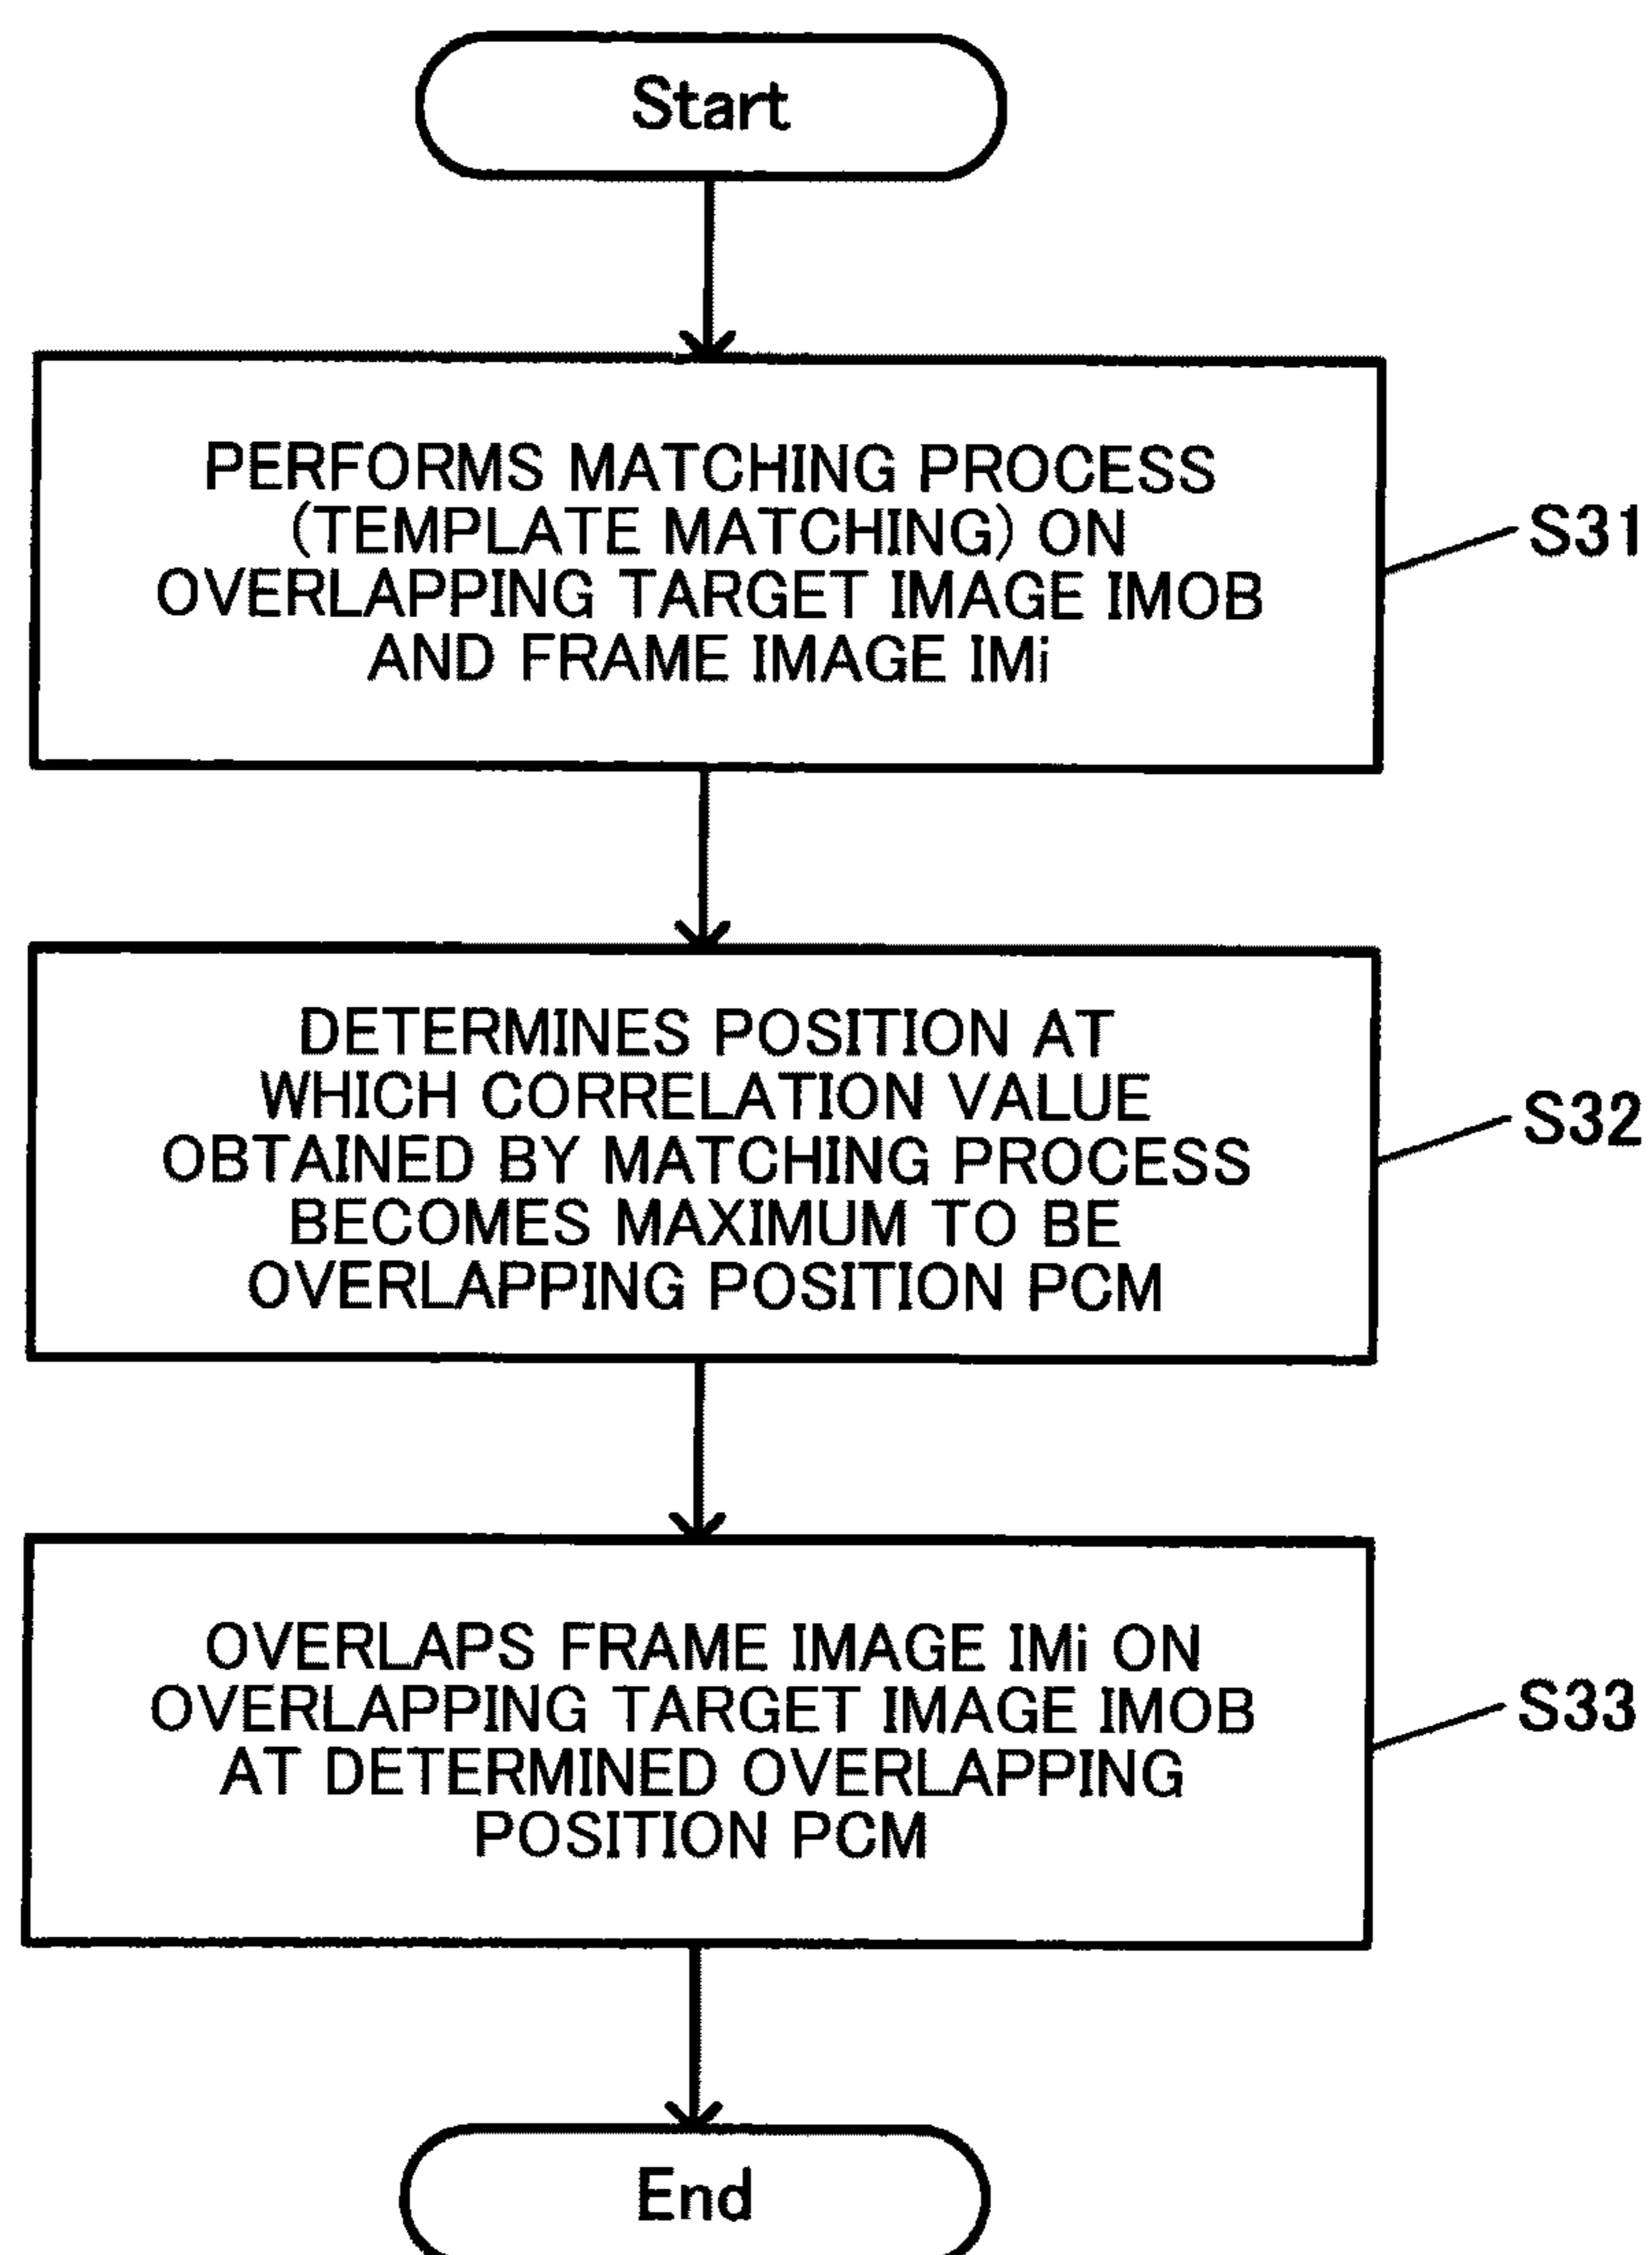 Start
PERFORMS MATCHING PROCESS
(TEMPLATE MATCHING) ON
OVERLAPPING TARGET IMAGE IMOB
AND FRAME IMAGE IMi
S31
DETERMINES POSITION AT
WHICH CORRELATION VALUE
OBTAINED BY MATCHING PROCESS
BECOMES MAXIMUM TO BE
OVERLAPPING POSITION PCM
S32
OVERLAPS FRAME IMAGE IMi ON
OVERLAPPING TARGET IMAGE IMOB
AT DETERMINED OVERLAPPING
POSITION PCM
S33
End